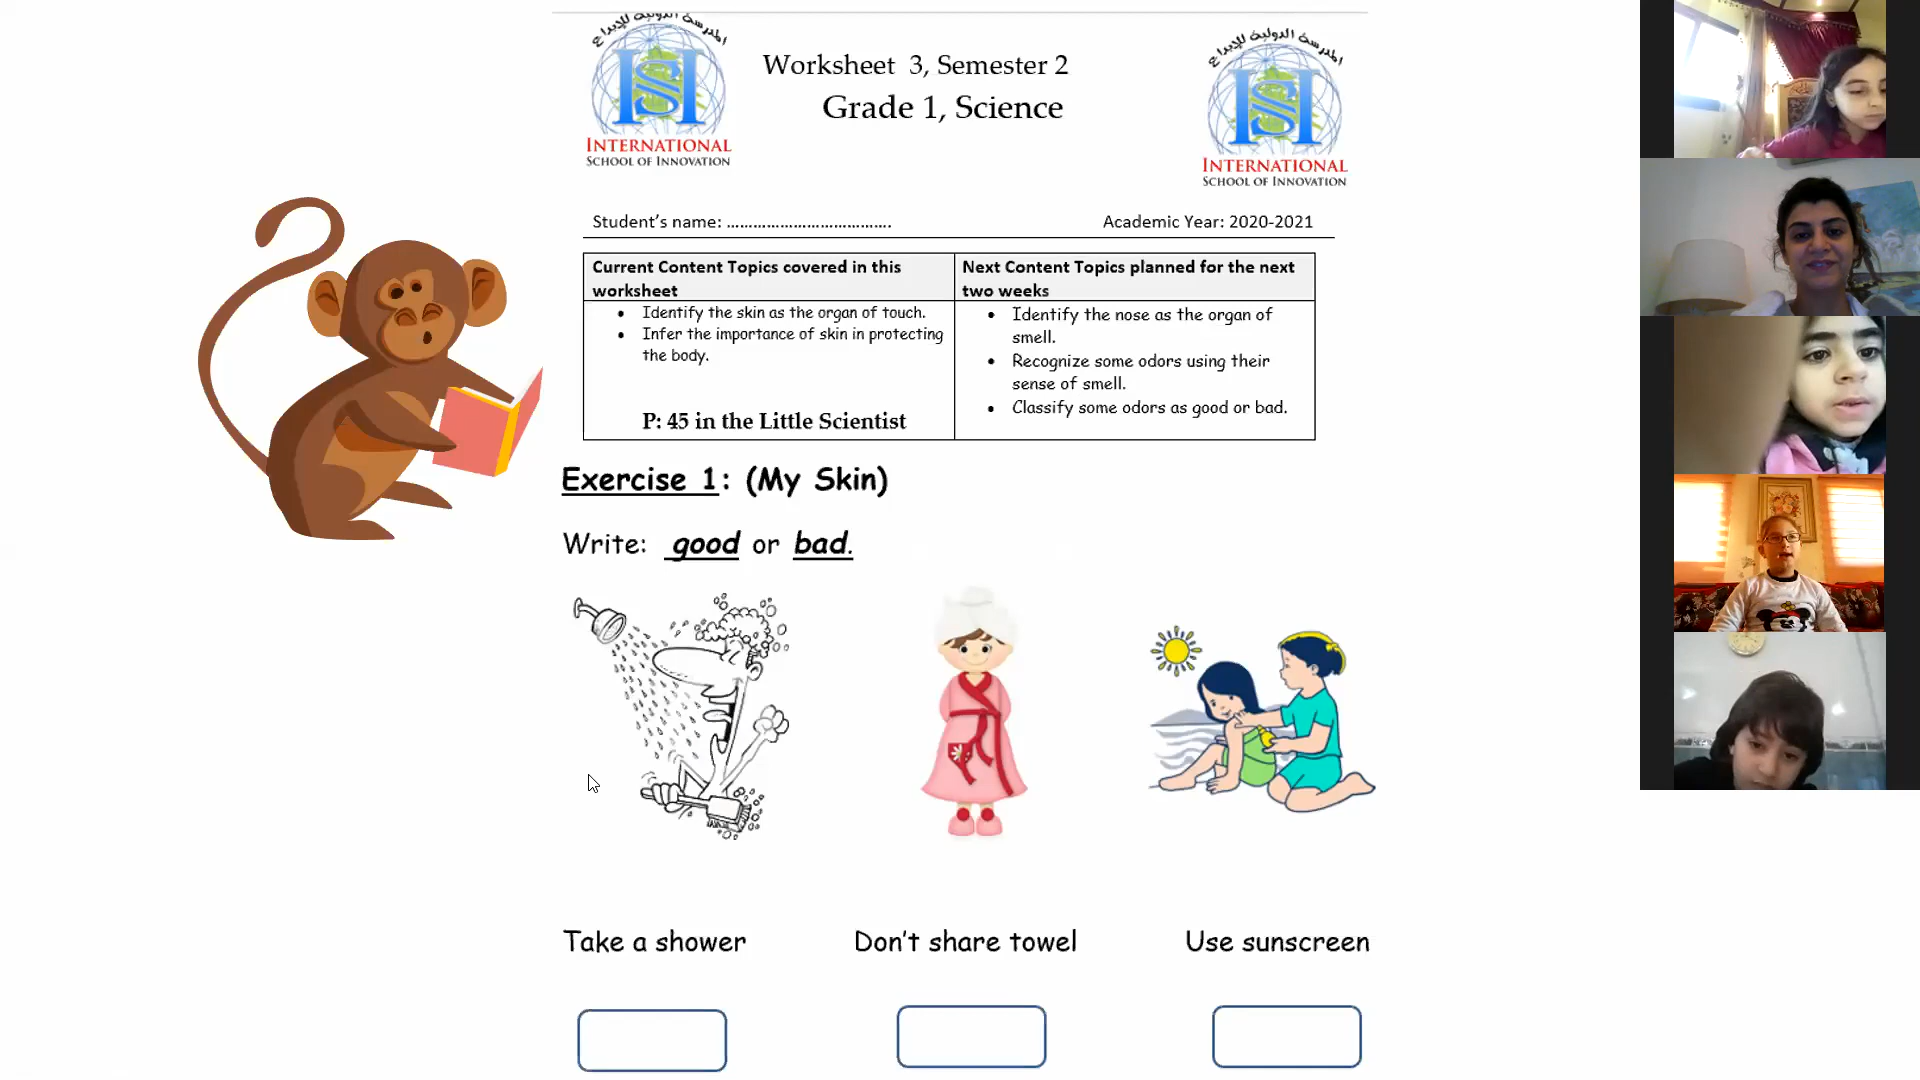 المدرسة الدولية للإبداع
INTERNATIONAL
SCHOOL OF INNOVATION
Worksheet 3, Semester 2
Grade 1, Science
المدرسة الدولية للإبداع
INTERNATIONAL
SCHOOL OF INNOVATION
Student's name: ……………………………….
Academic Year: 2020-2021
Current Content Topics covered in this
worksheet
• Identify the skin as the organ of touch.
• Infer the importance of skin in protecting
the body.
P: 45 in the Little Scientist
Next Content Topics planned for the next
two weeks
• Identify the nose as the organ of
smell.
• Recognize some odors using their
sense of smell.
• Classify some odors as good or bad.
Exercise 1: (My Skin)
Write: good or bad.
Take a shower
Don't share towel
Use sunscreen